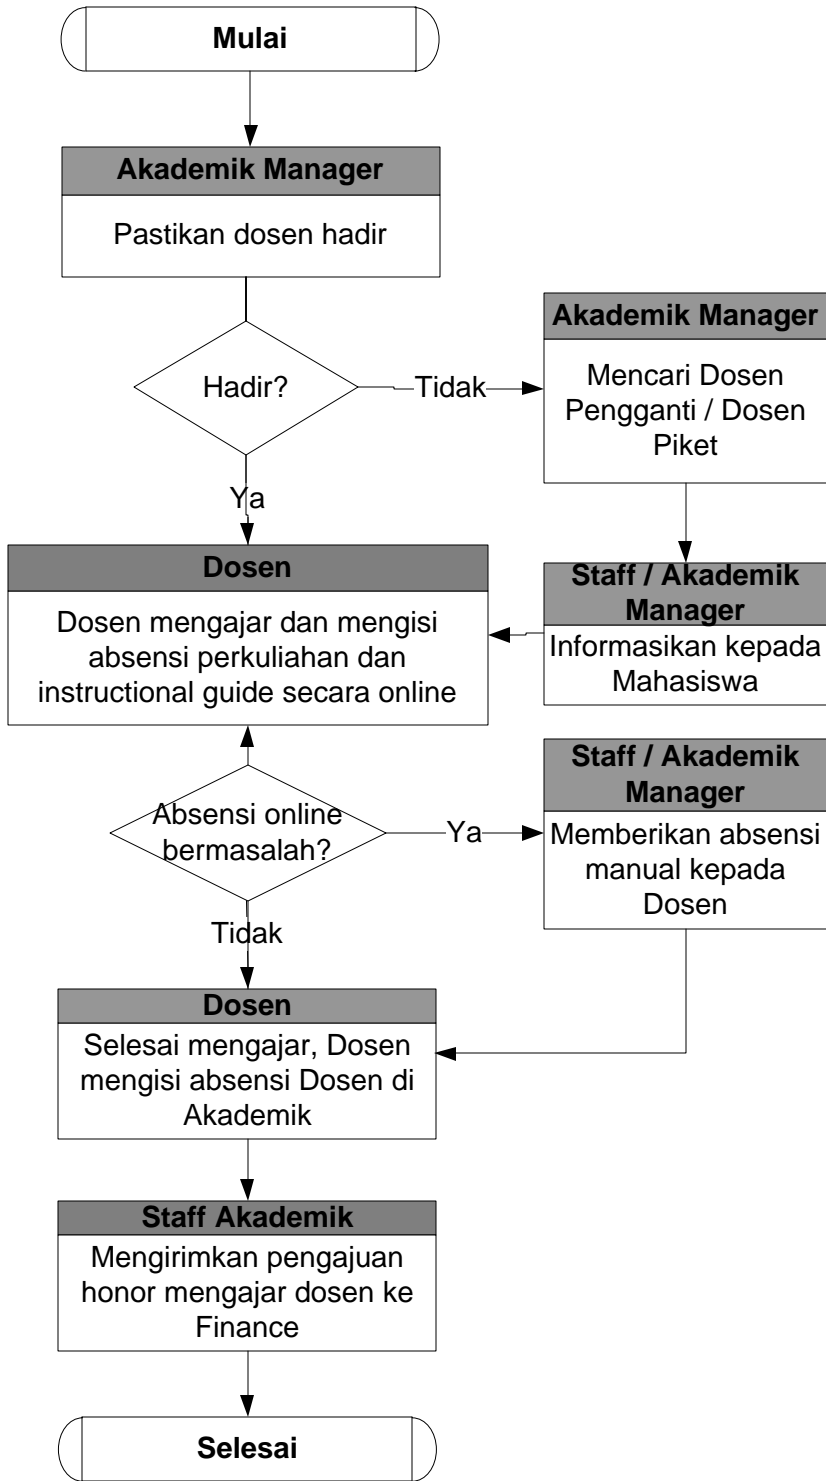 Mulai
Akademik Manager
Pastikan dosen hadir
Hadir?
Tidak
Akademik Manager
Mencari Dosen
Pengganti / Dosen
Piket
Ya
Staff / Akademik
Manager
Informasikan kepada
Mahasiswa
Dosen
Dosen mengajar dan mengisi
absensi perkuliahan dan
instructional guide secara online
Absensi online
bermasalah?
Ya
Staff / Akademik
Manager
Memberikan absensi
manual kepada
Dosen
Tidak
Dosen
Selesai mengajar, Dosen
mengisi absensi Dosen di
Akademik
Staff Akademik
Mengirimkan pengajuan
honor mengajar dosen ke
Finance
Selesai